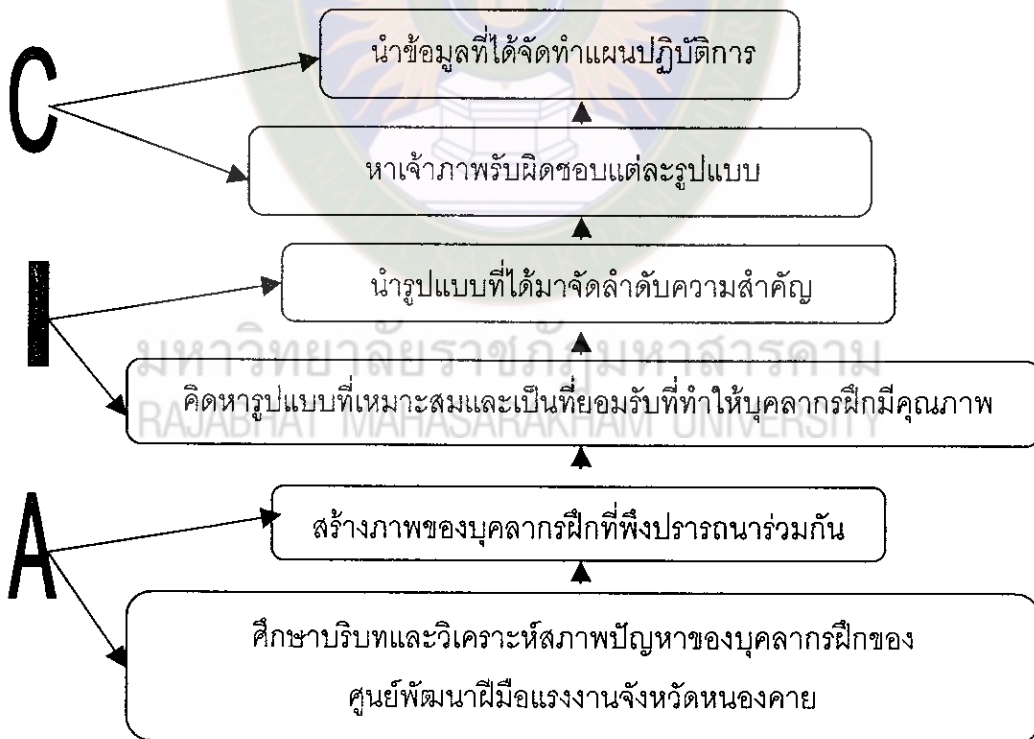 C
นำข้อมูลที่ได้จัดทำแผนปฏิบัติการ
หาเจ้าภาพรับผิดชอบแต่ละรูปแบบ
I
นำรูปแบบที่ได้มาจัดลำดับความสำคัญ
มหาวิทยาลัยราชภัฏมหาสารคาม
คิดหารูปแบบที่เหมาะสมและเป็นที่ยอมรับที่ทำให้บุคลากรฝึกมีคุณภาพ
RAJABHAT MAHASARAKHAM UNIVERSITY
A
สร้างภาพของบุคลากรฝึกที่พึงปรารถนาร่วมกัน
ศึกษาบริบทและวิเคราะห์สภาพปัญหาของบุคลากรฝึกของ
ศูนย์พัฒนาฝีมือแรงงานจังหวัดหนองคาย